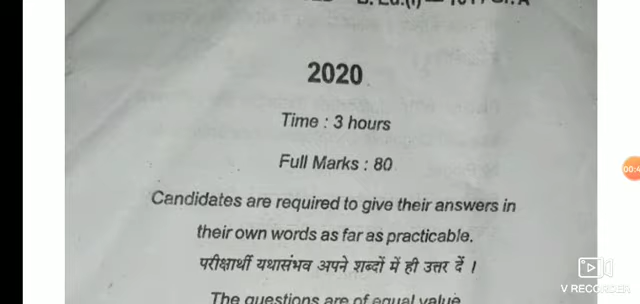 2020
Time : 3 hours
Full Marks : 80
Candidates are required to give their answers in
their own words as far as practicable.
परीक्षार्थी यथासंभव अपने शब्दों में ही उत्तर दें ।
The questions are of equal value
V RECORDER